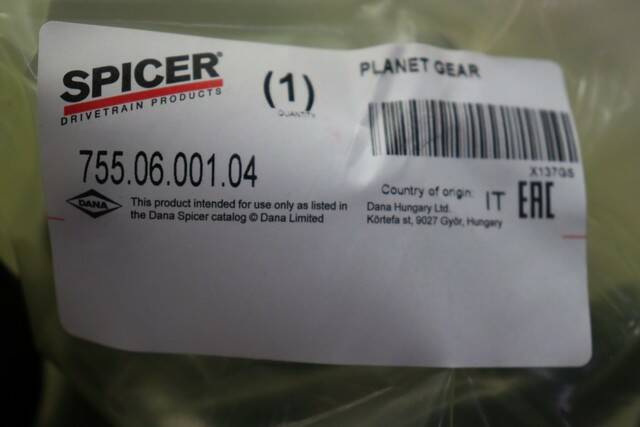 SPICER®
DRIVETRAIN PRODUCTS
(1)
QUANTITY
PLANET GEAR
X137GS
755.06.001.04
DANA
This product intended for use only as listed in
the Dana Spicer catalog © Dana Limited
Country of origin: IT
Dana Hungary Ltd.
Körtefa st, 9027 Győr, Hungary
EAC